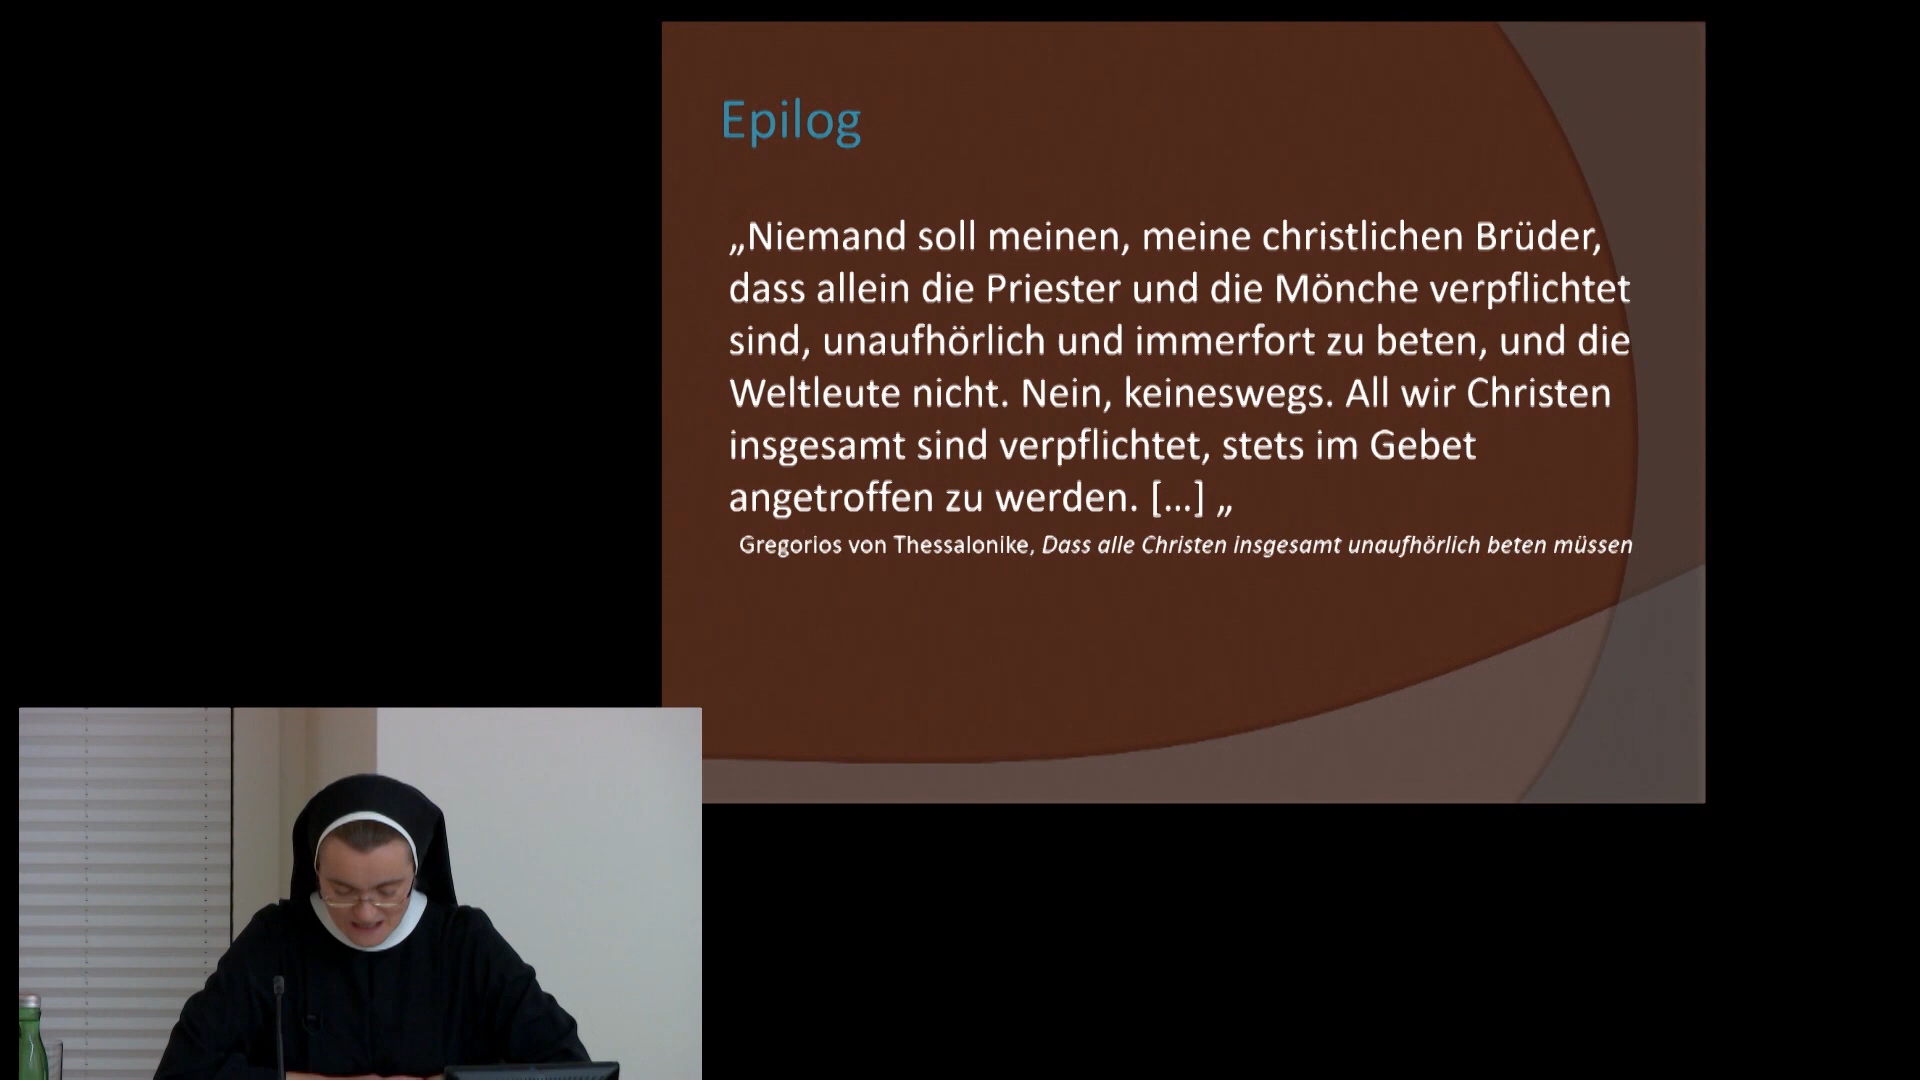 Epilog
„Niemand soll meinen, meine christlichen Brüder,
dass allein die Priester und die Mönche verpflichtet
sind, unaufhörlich und immerfort zu beten, und die
Weltleute nicht. Nein, keineswegs. All wir Christen
insgesamt sind verpflichtet, stets im Gebet
angetroffen zu werden. [...] „
Gregorios von Thessalonike, Dass alle Christen insgesamt unaufhörlich beten müssen